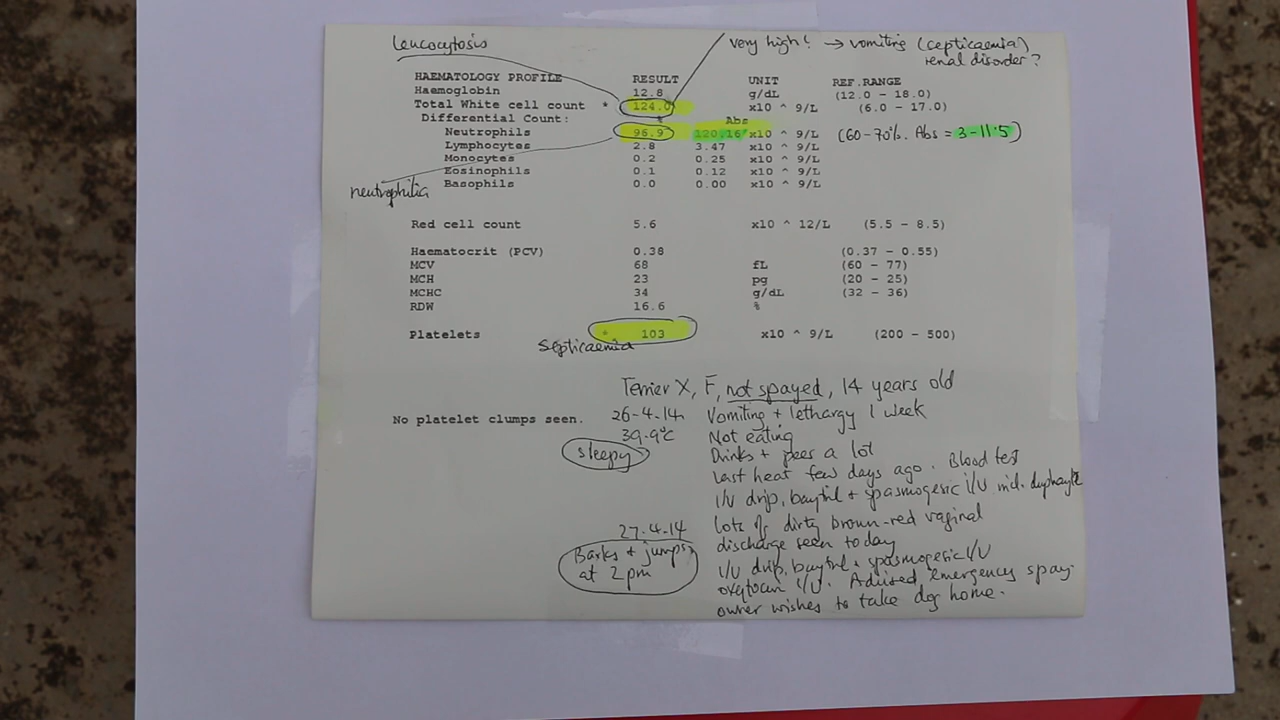 Leucocytosis
very high! → vomiting (cepticaemia)
renal disorder?
HAEMATOLOGY PROFILE RESULT UNIT REF.RANGE
Haemoglobin 12.8 g/dL (12.0 - 18.0)
Total White cell count * 124.0 x10 ^ 9/L (6.0 - 17.0)
Differential Count: Abs
Neutrophils 96.9 120.16 x10 ^ 9/L (60-70%. Abs = 3-11.5)
Lymphocytes 2.8 3.47 x10 ^ 9/L
Monocytes 0.2 0.25 x10 ^ 9/L
Eosinophils 0.1 0.12 x10 ^ 9/L
Basophils 0.0 0.00 x10 ^ 9/L
neutrophilia
Red cell count 5.6 x10 ^ 12/L (5.5 - 8.5)
Haematocrit (PCV) 0.38 (0.37 - 0.55)
MCV 68 fL (60 - 77)
MCH 23 pg (20 - 25)
MCHC 34 g/dL (32 - 36)
RDW 16.6 %
Platelets * 103 x10 ^ 9/L (200 - 500)
septicaemia
Terrier X, F, not spayed, 14 years old
No platelet clumps seen.
26-4-14 Vomiting + lethargy 1 week
39.9°C Not eating
sleepy Drinks + pees a lot
Last heat few days ago. Blood test
I/V drip, baytril + spasmogesic I/V incl. duphalyte
27.4.14 Lots of dirty brown-red vaginal
discharge seen today
Barks + jumps,
at 2 pm
I/V drip, baytril + spasmogesic I/V
oxytocin I/V. Advised emergency spay.
owner wishes to take dog home.